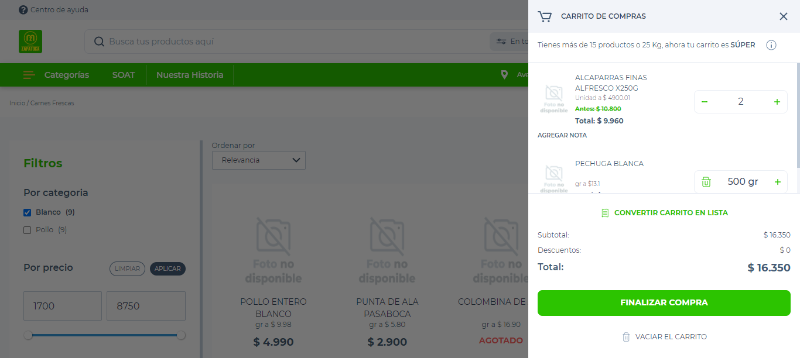 Centro de ayuda
Busca tus productos aquí
En to
Categorías
SOAT
Nuestra Historia
Inicio / Carnes Frescas
Filtros
Por categoría
Blanco (9)
Pollo (9)
Por precio
LIMPIAR
APLICAR
1700
8750
Ordenar por
Relevancia
Foto no
disponible
POLLO ENTERO
BLANCO
gr a $ 9.98
$ 4.990
Foto no
disponible
PUNTA DE ALA
PASABOCA
gr a $ 5.80
$ 2.900
Foto no
disponible
COLOMBINA DE
gr a $ 16.90
AGOTADO
CARRITO DE COMPRAS
Tienes más de 15 productos o 25 Kg, ahora tu carrito es SÚPER
Foto no
disponible
ALCAPARRAS FINAS
ALFRESCO X250G
Unidad a $ 4900.01
Antes: $ 10.800
Total: $ 9.960
2
AGREGAR NOTA
Foto no
disponible
PECHUGA BLANCA
gr a $13.1
500 gr
CONVERTIR CARRITO EN LISTA
Subtotal: $ 16.350
Descuentos: $ 0
Total: $ 16.350
FINALIZAR COMPRA
VACIAR EL CARRITO